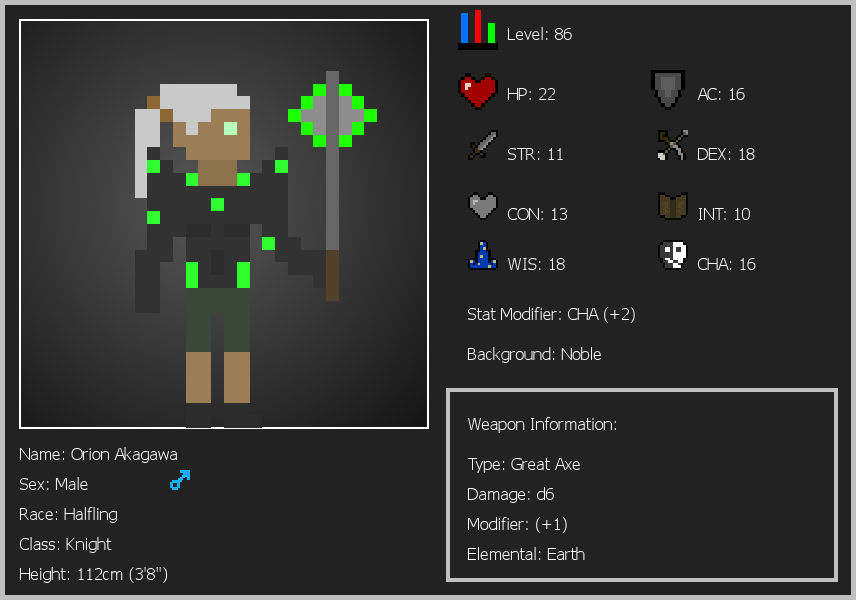 Level: 86
HP: 22
AC: 16
STR: 11
DEX: 18
CON: 13
INT: 10
WIS: 18
CHA: 16
Stat Modifier: CHA (+2)
Background: Noble
Weapon Information:
Type: Great Axe
Damage: d6
Modifier: (+1)
Elemental: Earth
Name: Orion Akagawa
Sex: Male
Race: Halfling
Class: Knight
Height: 112cm (3'8")